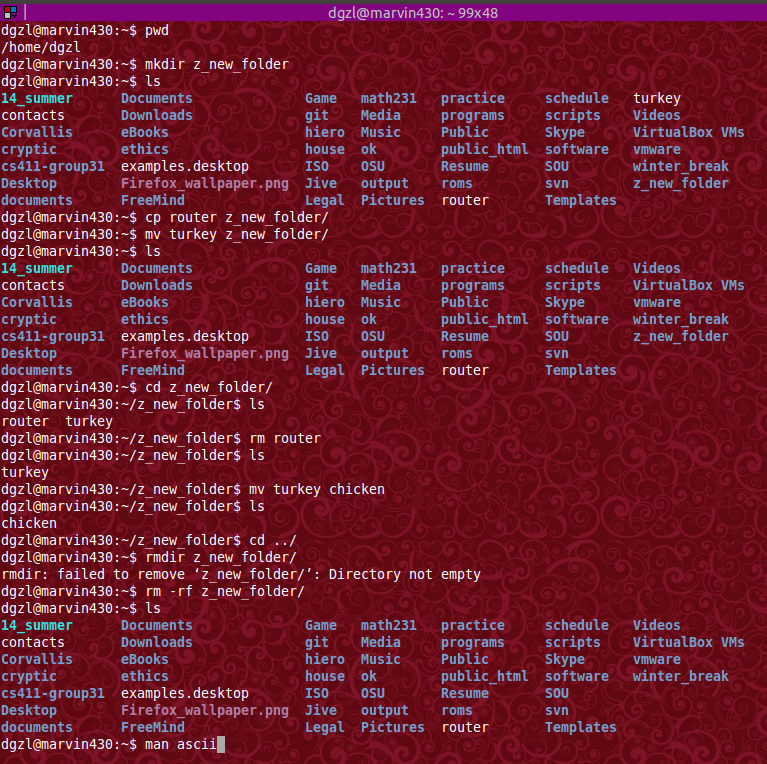 dgzl@marvin430: ~ 99x48
dgzl@marvin430:~$ pwd
/home/dgzl
dgzl@marvin430:~$ mkdir z_new_folder
dgzl@marvin430:~$ ls
14_summer Documents Game math231 practice schedule turkey
contacts Downloads git Media programs scripts Videos
Corvallis eBooks hiero Music Public Skype VirtualBox VMs
cryptic ethics house ok public_html software vmware
cs411-group31 examples.desktop ISO OSU Resume SOU winter_break
Desktop Firefox_wallpaper.png Jive output roms svn z_new_folder
documents FreeMind Legal Pictures router Templates
dgzl@marvin430:~$ cp router z_new_folder/
dgzl@marvin430:~$ mv turkey z_new_folder/
dgzl@marvin430:~$ ls
14_summer Documents Game math231 practice schedule Videos
contacts Downloads git Media programs scripts VirtualBox VMs
Corvallis eBooks hiero Music Public Skype vmware
cryptic ethics house ok public_html software winter_break
cs411-group31 examples.desktop ISO OSU Resume SOU z_new_folder
Desktop Firefox_wallpaper.png Jive output roms svn
documents FreeMind Legal Pictures router Templates
dgzl@marvin430:~$ cd z_new_folder/
dgzl@marvin430:~/z_new_folder$ ls
router turkey
dgzl@marvin430:~/z_new_folder$ rm router
dgzl@marvin430:~/z_new_folder$ ls
turkey
dgzl@marvin430:~/z_new_folder$ mv turkey chicken
dgzl@marvin430:~/z_new_folder$ ls
chicken
dgzl@marvin430:~/z_new_folder$ cd ../
dgzl@marvin430:~$ rmdir z_new_folder/
rmdir: failed to remove ‘z_new_folder/’: Directory not empty
dgzl@marvin430:~$ rm -rf z_new_folder/
dgzl@marvin430:~$ ls
14_summer Documents Game math231 practice schedule Videos
contacts Downloads git Media programs scripts VirtualBox VMs
Corvallis eBooks hiero Music Public Skype vmware
cryptic ethics house ok public_html software winter_break
cs411-group31 examples.desktop ISO OSU Resume SOU
Desktop Firefox_wallpaper.png Jive output roms svn
documents FreeMind Legal Pictures router Templates
dgzl@marvin430:~$ man ascii